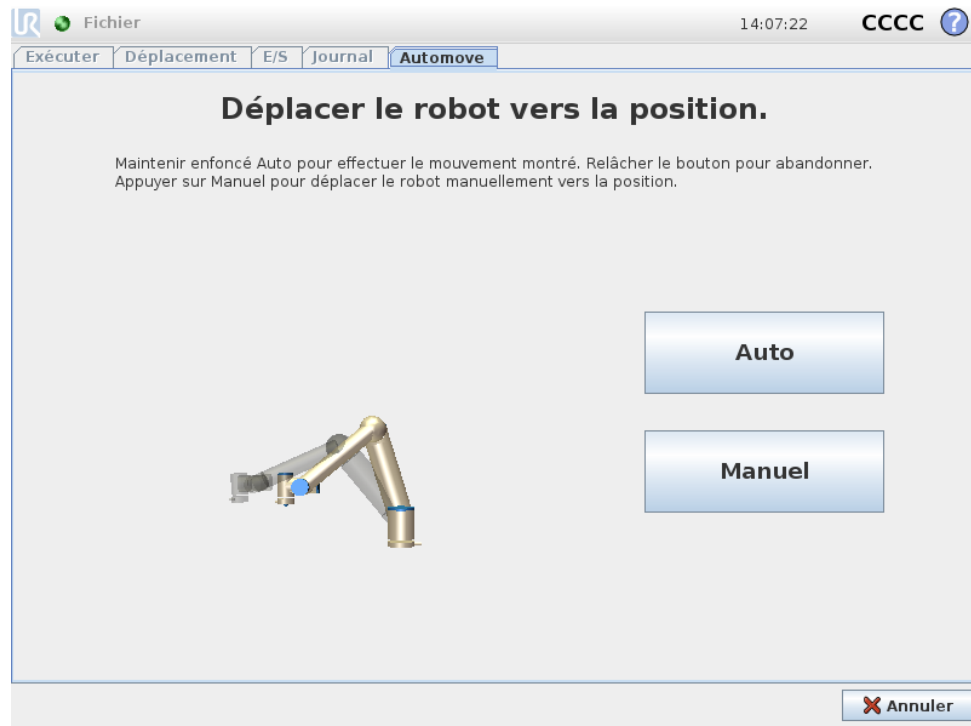 UR Fichier 14:07:22 CCCC ?
Exécuter Déplacement E/S Journal Automove
Déplacer le robot vers la position.
Maintenir enfoncé Auto pour effectuer le mouvement montré. Relâcher le bouton pour abandonner.
Appuyer sur Manuel pour déplacer le robot manuellement vers la position.
Auto
Manuel
Annuler